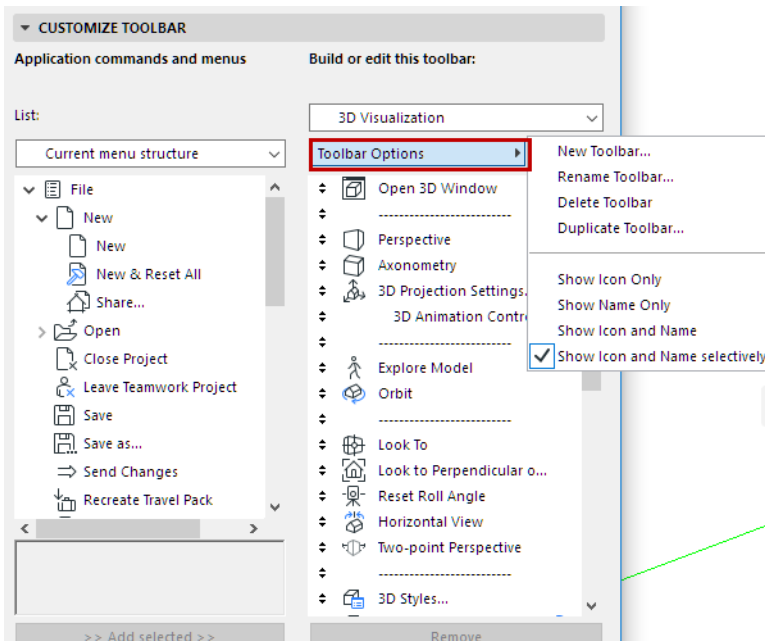 CUSTOMIZE TOOLBAR
Application commands and menus
List:
Current menu structure
File
New
New
New & Reset All
Share...
Open
Close Project
Leave Teamwork Project
Save
Save as...
Send Changes
Recreate Travel Pack
>> Add selected >>
Build or edit this toolbar:
3D Visualization
Toolbar Options
Open 3D Window
--------------------------
Perspective
Axonometry
3D Projection Settings.
3D Animation Contr
--------------------------
Explore Model
Orbit
--------------------------
Look To
Look to Perpendicular o...
Reset Roll Angle
Horizontal View
Two-point Perspective
--------------------------
3D Styles...
Remove
New Toolbar...
Rename Toolbar...
Delete Toolbar
Duplicate Toolbar...
Show Icon Only
Show Name Only
Show Icon and Name
Show Icon and Name selectively